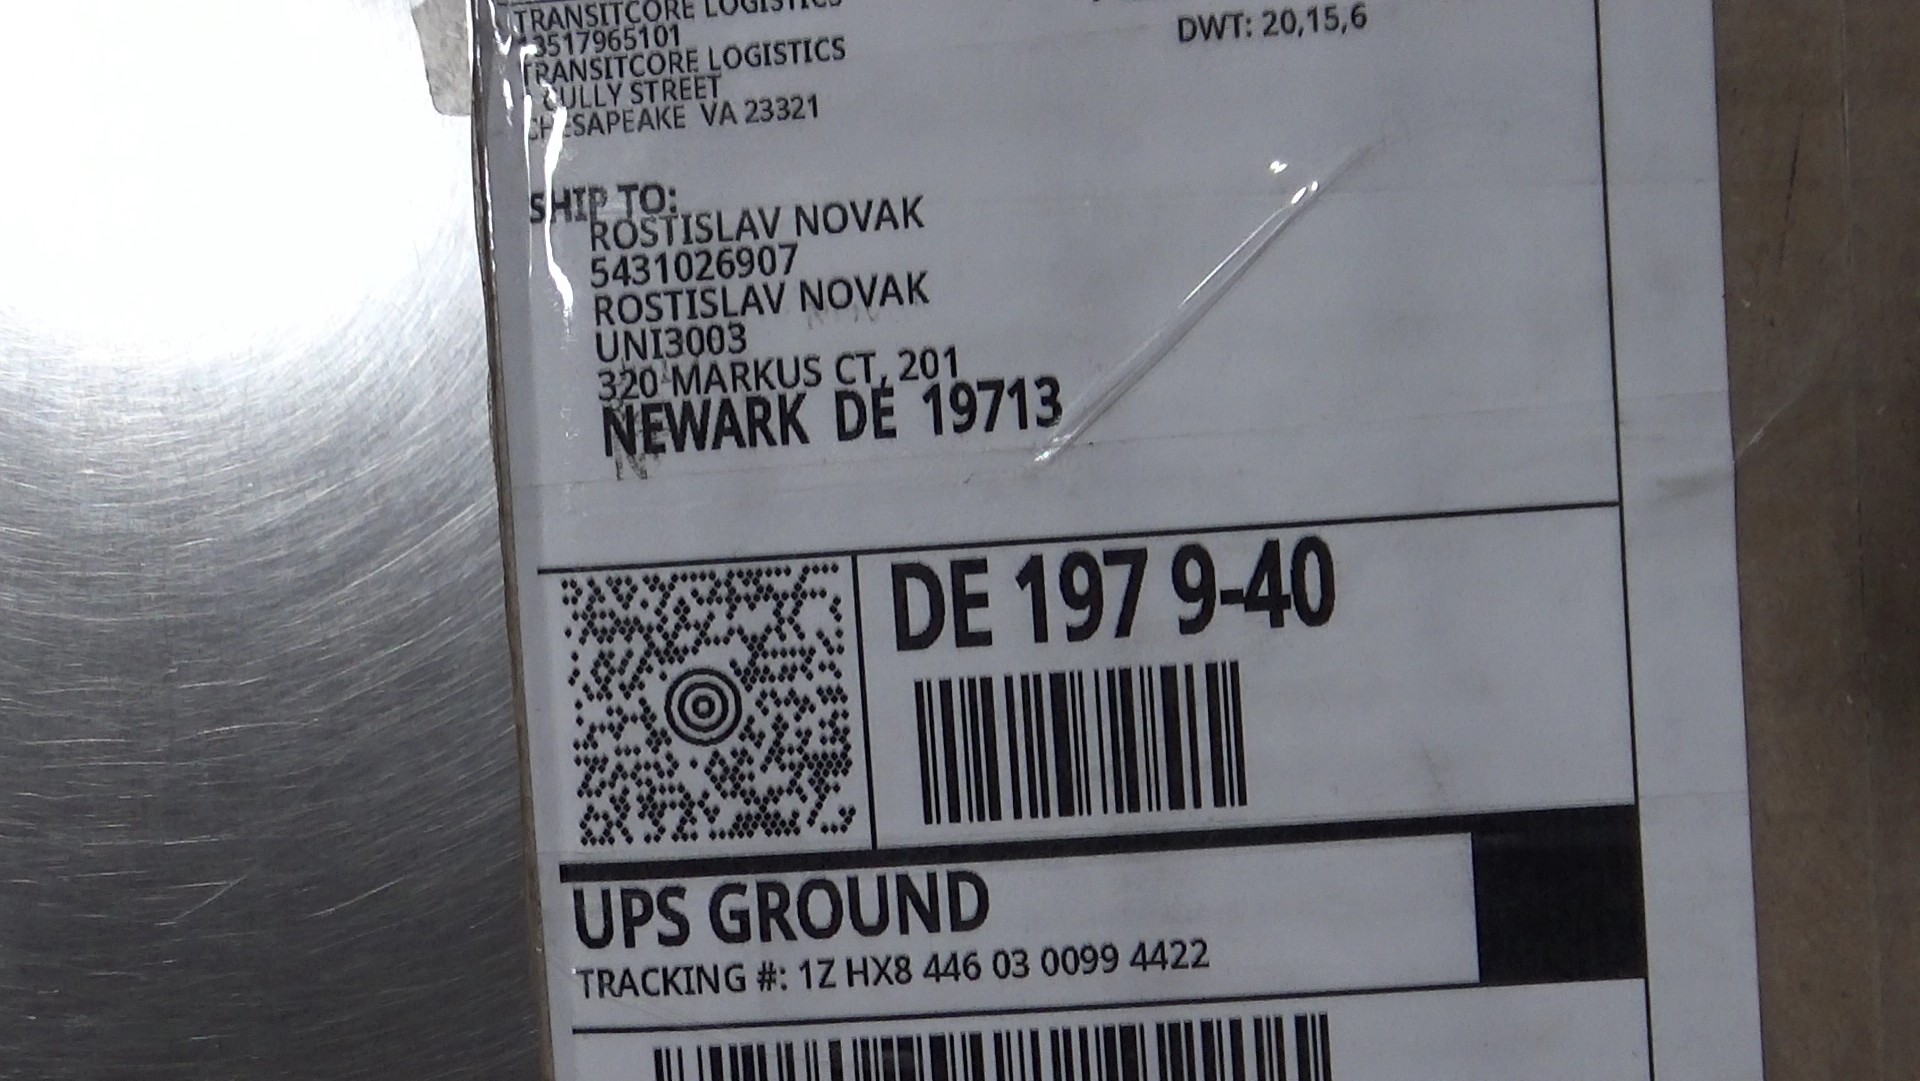 TRANSITCORE LOGISTICS
13517965101
TRANSITCORE LOGISTICS
CULLY STREET
CHESAPEAKE VA 23321
DWT: 20,15,6
SHIP TO:
ROSTISLAV NOVAK
5431026907
ROSTISLAV NOVAK
UNI3003
320 MARKUS CT, 201
NEWARK DE 19713
DE 197 9-40
UPS GROUND
TRACKING #: 1Z HX8 446 03 0099 4422